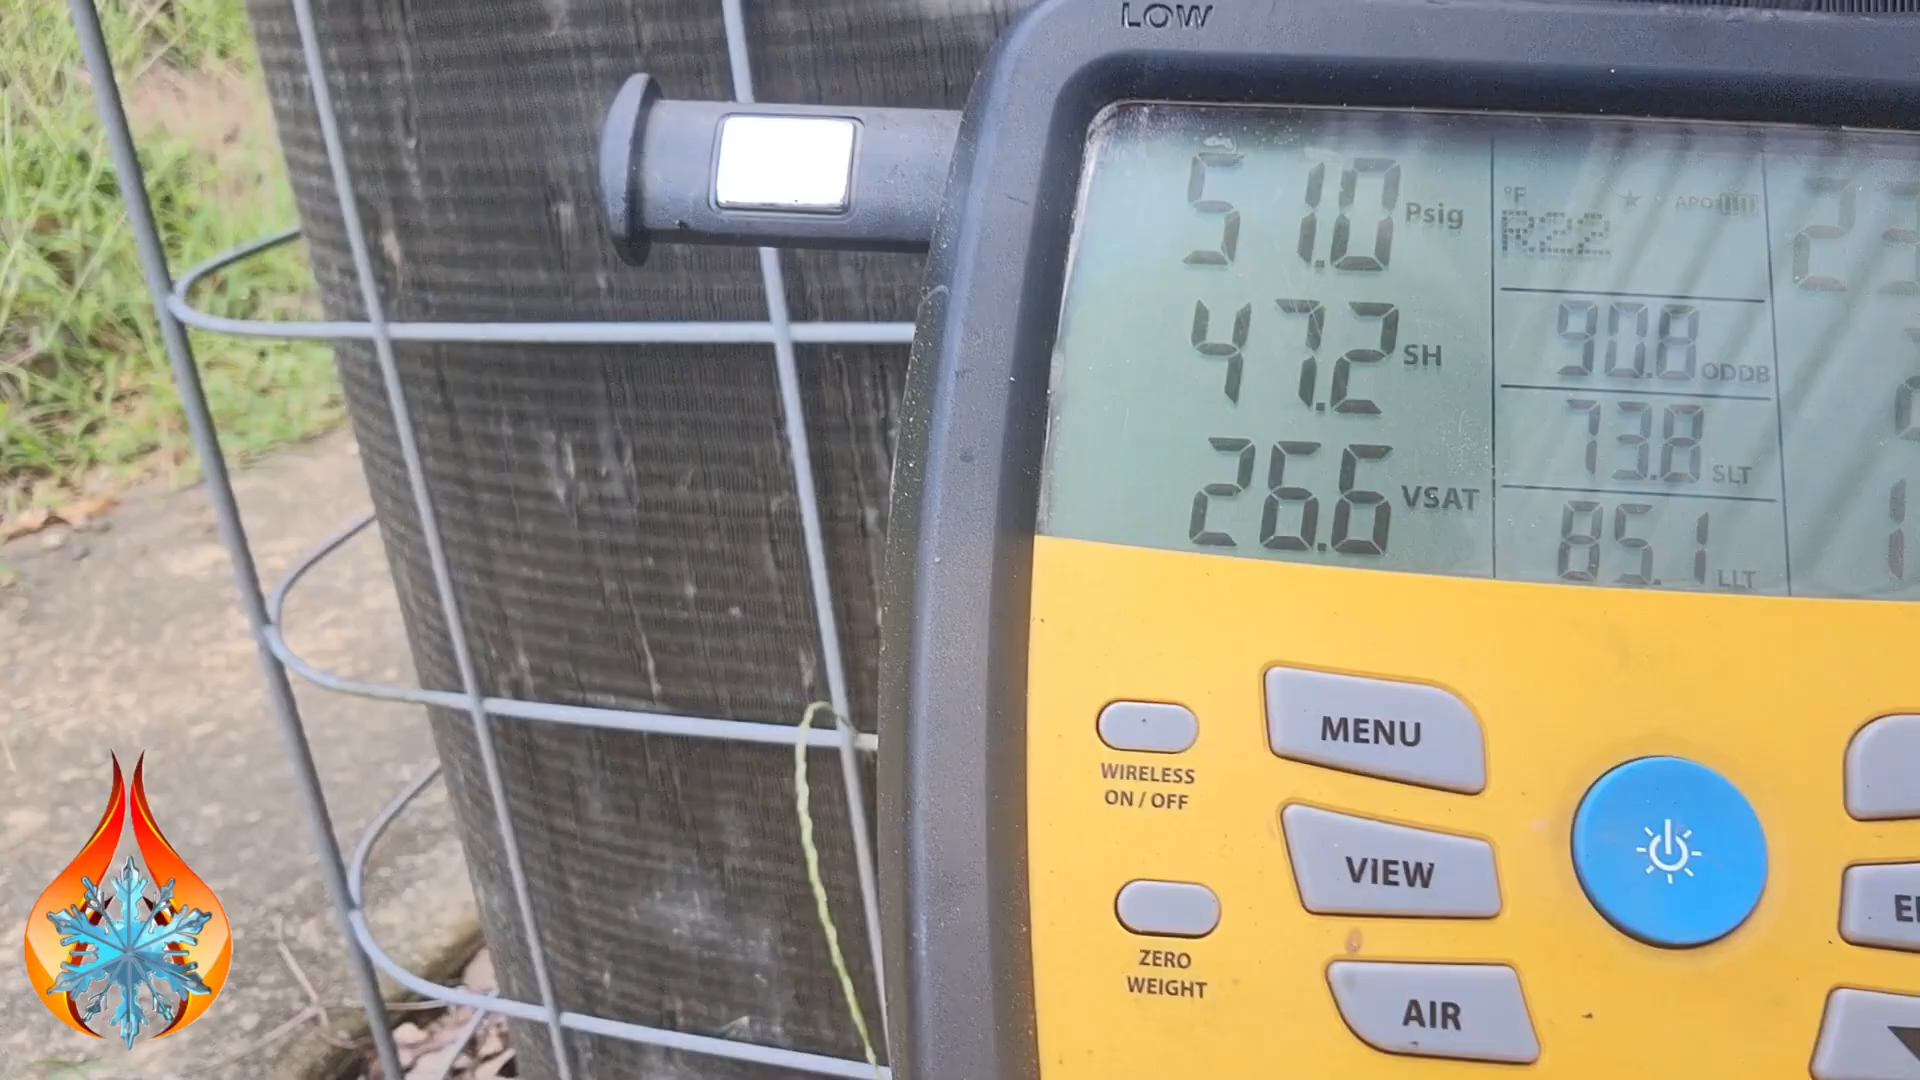 LOW
51.0 Psig
47.2 SH
26.6 VSAT
°F
R22
90.8 ODDB
73.8 SLT
85.1 LLT
MENU
WIRELESS
ON / OFF
VIEW
ZERO
WEIGHT
AIR